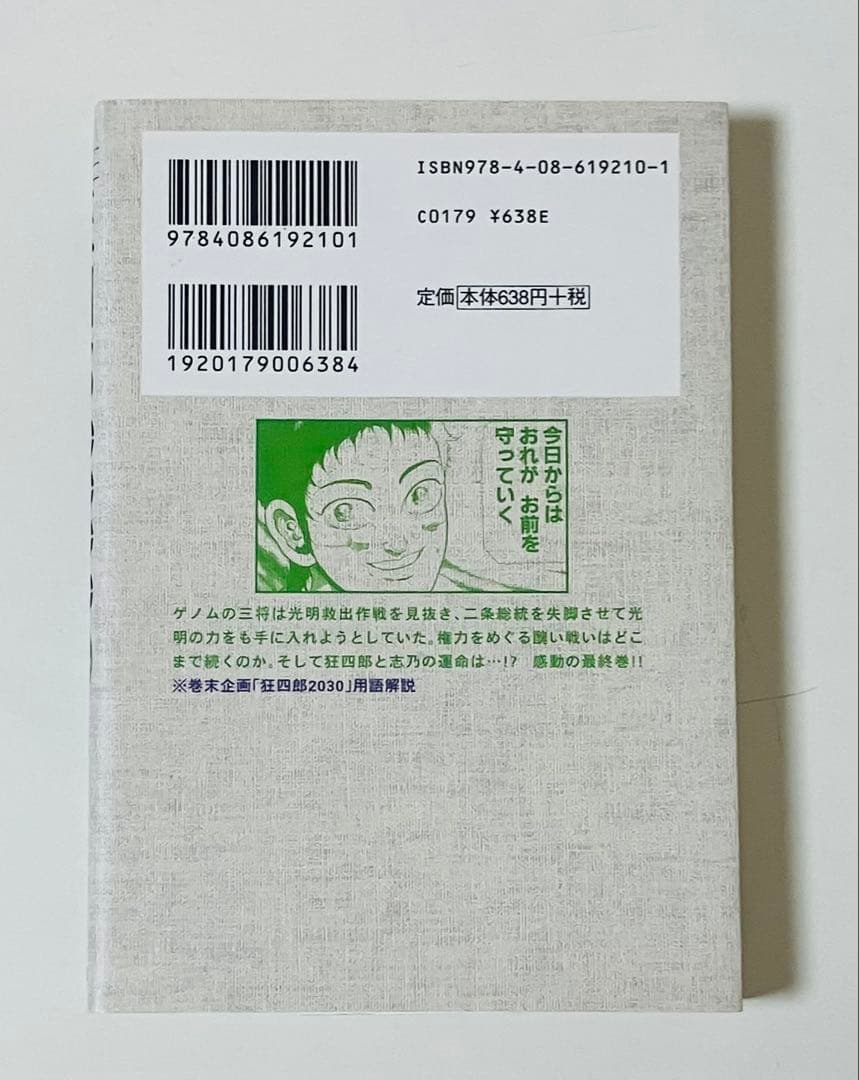 ISBN978-4-08-619210-1
C0179 ¥638E
9784086192101
定価 本体638円+税
1920179006384
今日からは
おれが お前を
守っていく
ゲノムの三将は光明救出作戦を見抜き、二条総統を失脚させて光
明の力をも手に入れようとしていた。権力をめぐる醜い戦いはどこ
まで続くのか。そして狂四郎と志乃の運命は…!? 感動の最終巻!!
※巻末企画「狂四郎2030」用語解説